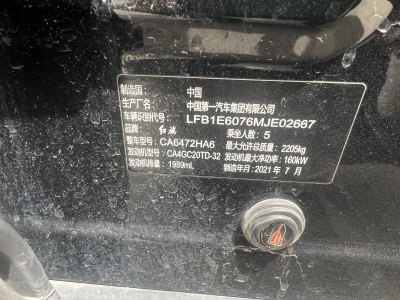 制造国： 中国
生产厂名： 中国第一汽车集团有限公司
车辆识别代号： LFB1E6076MJE02667
品牌： 红旗 乘坐人数：5
整车型号：CA6472HA6 最大允许总质量：2205kg
发动机型号：CA4GC20TD-32 发动机最大净功率：160kW
发动机排量：1989mL 制造年月：2021年 7 月